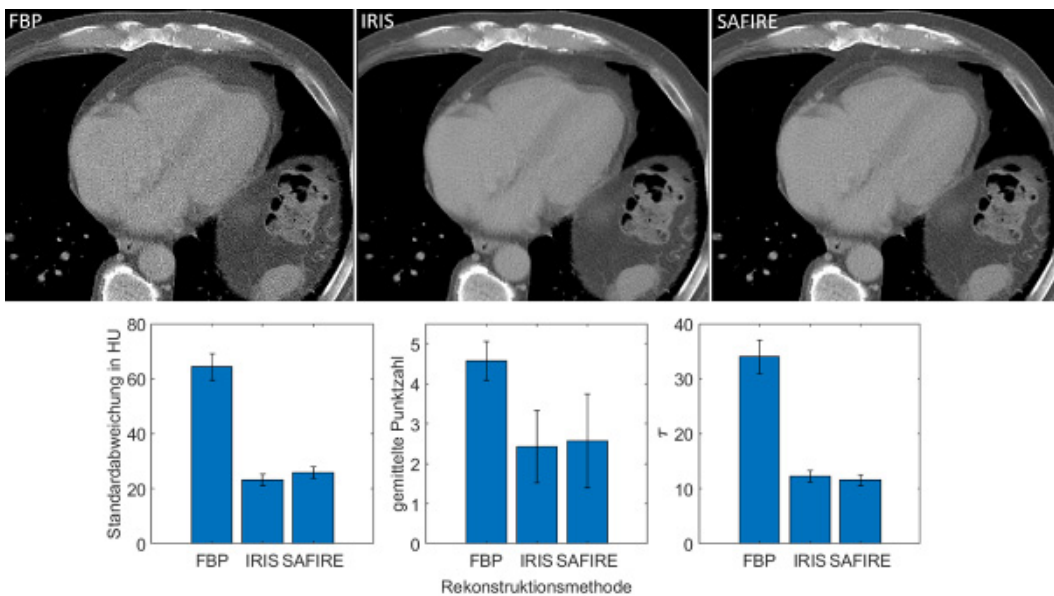 FBP IRIS SAFIRE
Standardabweichung in HU
80
60
40
20
0
FBP IRIS SAFIRE
gemittelte Punktzahl
5
4
3
2
1
0
FBP IRIS SAFIRE
τ
40
30
20
10
0
FBP IRIS SAFIRE
Rekonstruktionsmethode